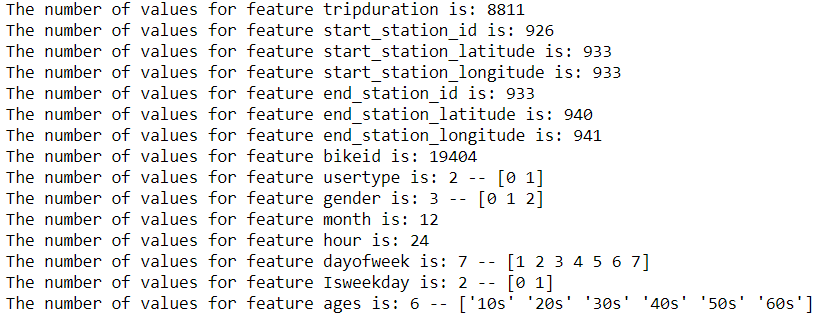 The number of values for feature tripduration is: 8811
The number of values for feature start_station_id is: 926
The number of values for feature start_station_latitude is: 933
The number of values for feature start_station_longitude is: 933
The number of values for feature end_station_id is: 933
The number of values for feature end_station_latitude is: 940
The number of values for feature end_station_longitude is: 941
The number of values for feature bikeid is: 19404
The number of values for feature usertype is: 2 -- [0 1]
The number of values for feature gender is: 3 -- [0 1 2]
The number of values for feature month is: 12
The number of values for feature hour is: 24
The number of values for feature dayofweek is: 7 -- [1 2 3 4 5 6 7]
The number of values for feature Isweekday is: 2 -- [0 1]
The number of values for feature ages is: 6 -- ['10s' '20s' '30s' '40s' '50s' '60s']